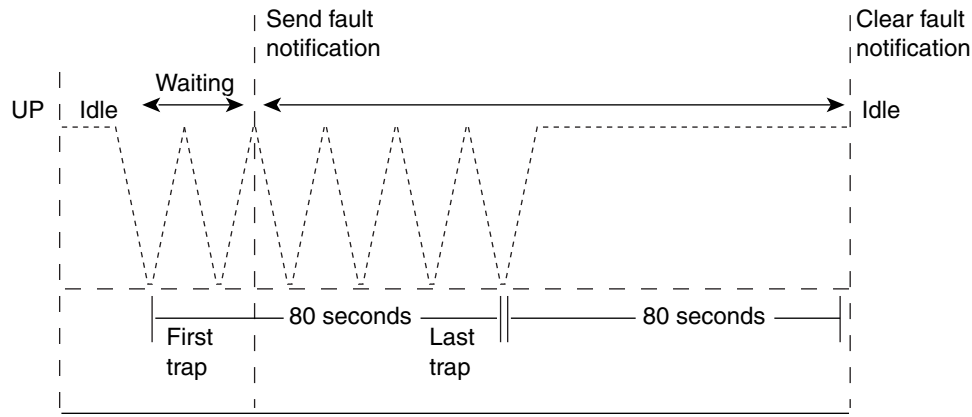 Send fault
notification
Clear fault
notification
Waiting
UP
Idle
Idle
80 seconds
80 seconds
First
trap
Last
trap